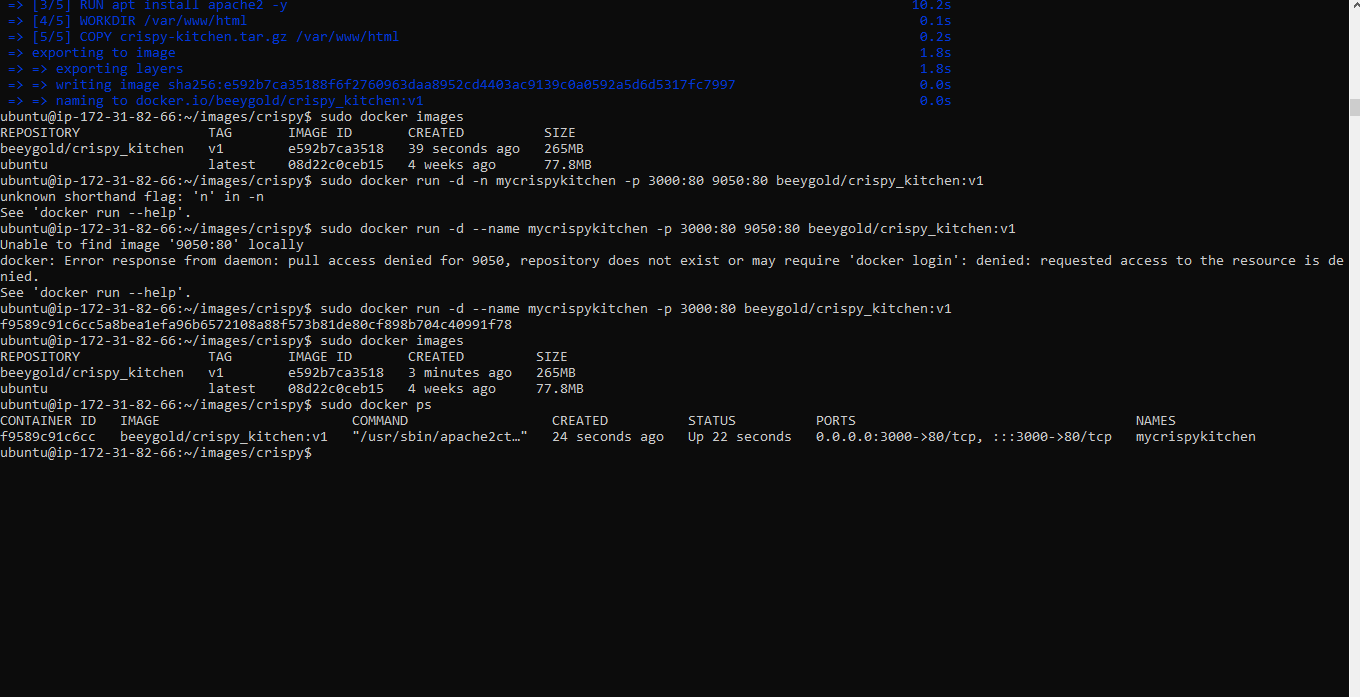 => [3/5] RUN apt install apache2 -y 10.2s
=> [4/5] WORKDIR /var/www/html 0.1s
=> [5/5] COPY crispy-kitchen.tar.gz /var/www/html 0.2s
=> exporting to image 1.8s
=> => exporting layers 1.8s
=> => writing image sha256:e592b7ca35188f6f2760963daa8952cd4403ac9139c0a0592a5d6d5317fc7997 0.0s
=> => naming to docker.io/beeygold/crispy_kitchen:v1 0.0s
ubuntu@ip-172-31-82-66:~/images/crispy$ sudo docker images
REPOSITORY TAG IMAGE ID CREATED SIZE
beeygold/crispy_kitchen v1 e592b7ca3518 39 seconds ago 265MB
ubuntu latest 08d22c0ceb15 4 weeks ago 77.8MB
ubuntu@ip-172-31-82-66:~/images/crispy$ sudo docker run -d -n mycrispykitchen -p 3000:80 9050:80 beeygold/crispy_kitchen:v1
unknown shorthand flag: 'n' in -n
See 'docker run --help'.
ubuntu@ip-172-31-82-66:~/images/crispy$ sudo docker run -d --name mycrispykitchen -p 3000:80 9050:80 beeygold/crispy_kitchen:v1
Unable to find image '9050:80' locally
docker: Error response from daemon: pull access denied for 9050, repository does not exist or may require 'docker login': denied: requested access to the resource is de
nied.
See 'docker run --help'.
ubuntu@ip-172-31-82-66:~/images/crispy$ sudo docker run -d --name mycrispykitchen -p 3000:80 beeygold/crispy_kitchen:v1
f9589c91c6cc5a8bea1efa96b6572108a88f573b81de80cf898b704c40991f78
ubuntu@ip-172-31-82-66:~/images/crispy$ sudo docker images
REPOSITORY TAG IMAGE ID CREATED SIZE
beeygold/crispy_kitchen v1 e592b7ca3518 3 minutes ago 265MB
ubuntu latest 08d22c0ceb15 4 weeks ago 77.8MB
ubuntu@ip-172-31-82-66:~/images/crispy$ sudo docker ps
CONTAINER ID IMAGE COMMAND CREATED STATUS PORTS NAMES
f9589c91c6cc beeygold/crispy_kitchen:v1 "/usr/sbin/apache2ct…" 24 seconds ago Up 22 seconds 0.0.0.0:3000->80/tcp, :::3000->80/tcp mycrispykitchen
ubuntu@ip-172-31-82-66:~/images/crispy$